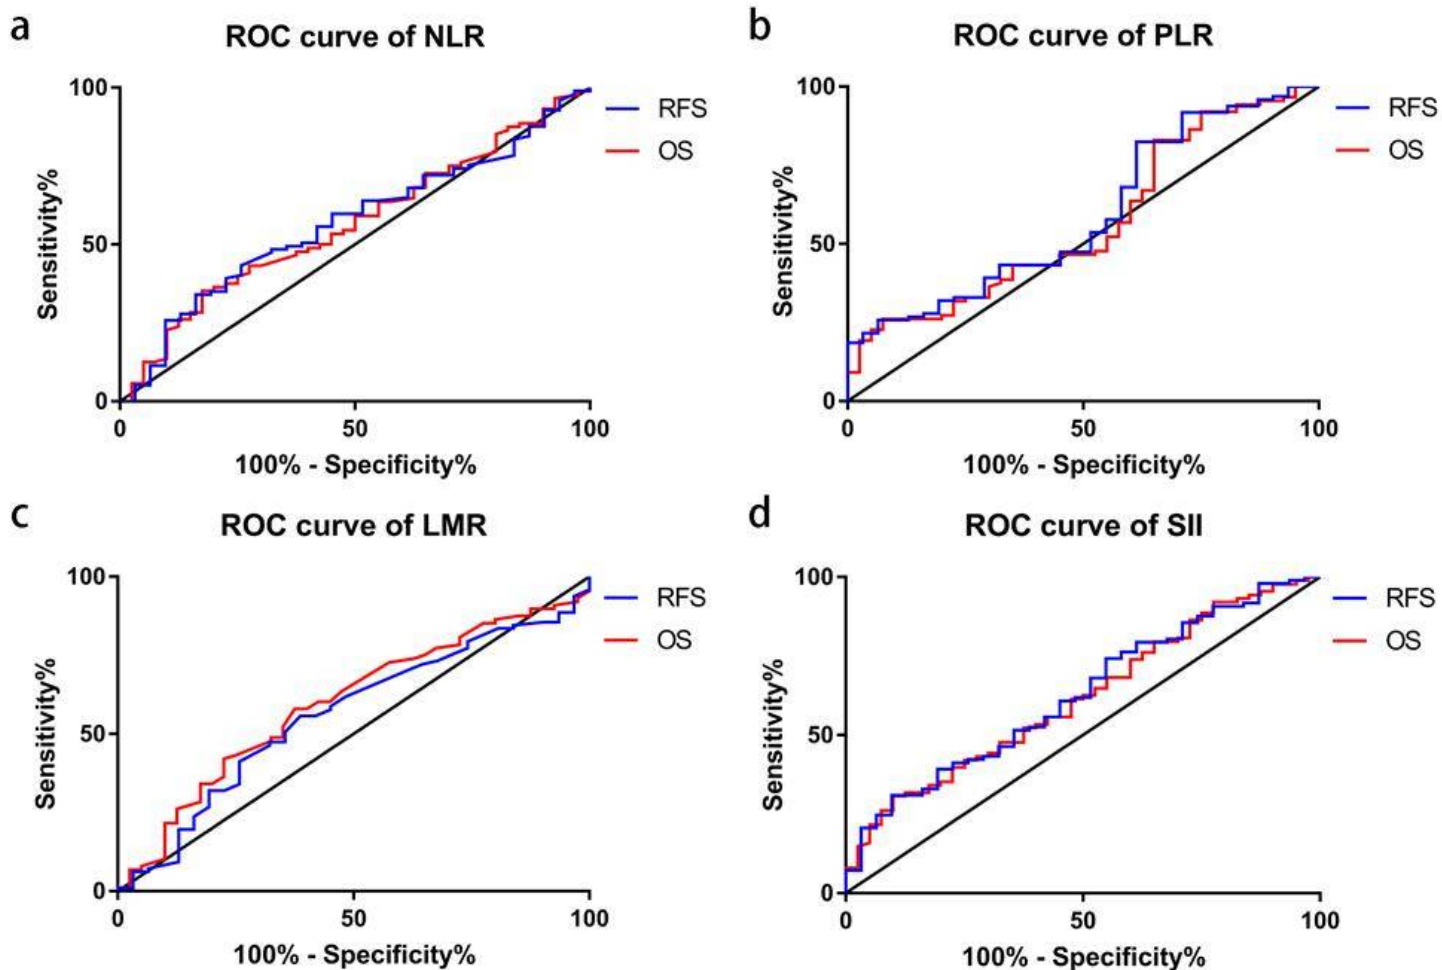 a
ROC curve of NLR
100
50
0
Sensitivity%
0 50 100
100% - Specificity%
RFS
OS
b
ROC curve of PLR
100
50
0
Sensitivity%
0 50 100
100% - Specificity%
RFS
OS
c
ROC curve of LMR
100
50
0
Sensitivity%
0 50 100
100% - Specificity%
RFS
OS
d
ROC curve of SII
100
50
0
Sensitivity%
0 50 100
100% - Specificity%
RFS
OS